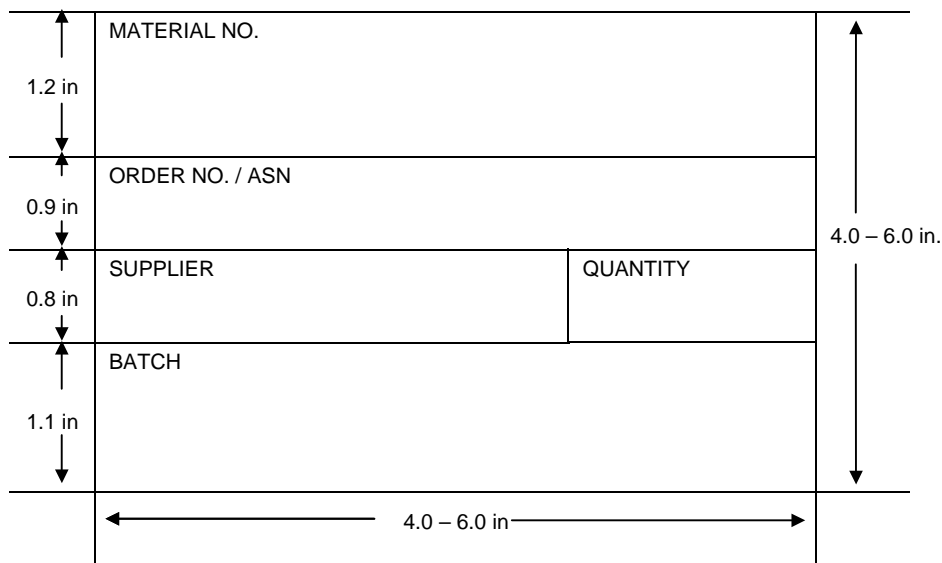 MATERIAL NO.
1.2 in
ORDER NO. / ASN
0.9 in
4.0 – 6.0 in.
SUPPLIER
QUANTITY
0.8 in
BATCH
1.1 in
4.0 – 6.0 in